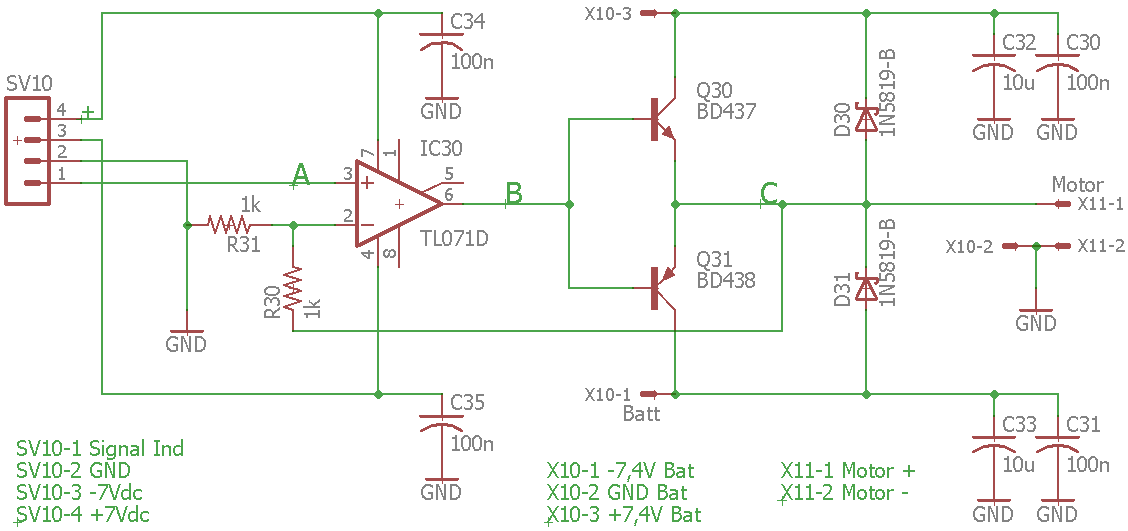 SV10
4
3
2
1
+
C34
100n
GND
7
1
IC30
A
3
+
5
6
2
-
TL071D
4
8
1k
R31
R30
1k
GND
B
C35
100n
GND
X10-3
Q30
BD437
D30
1N5819-B
C32
10u
GND
C30
100n
GND
C
Motor
X11-1
X10-2
X11-2
GND
Q31
BD438
D31
1N5819-B
X10-1
Batt
C33
10u
GND
C31
100n
GND
SV10-1 Signal Ind
SV10-2 GND
SV10-3 -7Vdc
SV10-4 +7Vdc
X10-1 -7,4V Bat
X10-2 GND Bat
X10-3 +7,4V Bat
X11-1 Motor +
X11-2 Motor -